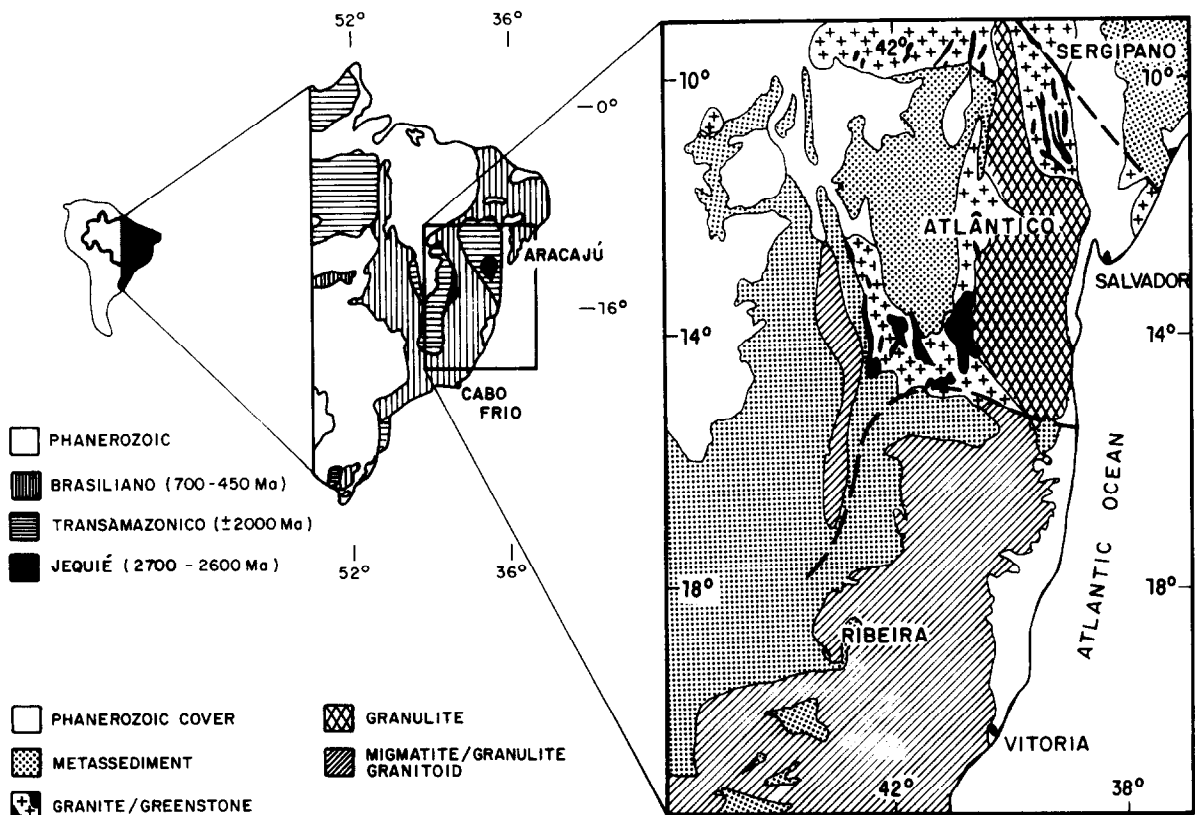 52°
36°
0°
16°
ARACAJÚ
CABO
FRIO
52°
36°
PHANEROZOIC
BRASILIANO (700-450 Ma)
TRANSAMAZONICO (±2000 Ma)
JEQUIÉ (2700 - 2600 Ma)
PHANEROZOIC COVER
METASSEDIMENT
GRANITE/GREENSTONE
GRANULITE
MIGMATITE/GRANULITE
GRANITOID
42°
SERGIPANO
10°
10°
ATLÂNTICO
SALVADOR
14°
14°
ATLANTIC OCEAN
18°
18°
RIBEIRA
VITORIA
42°
38°